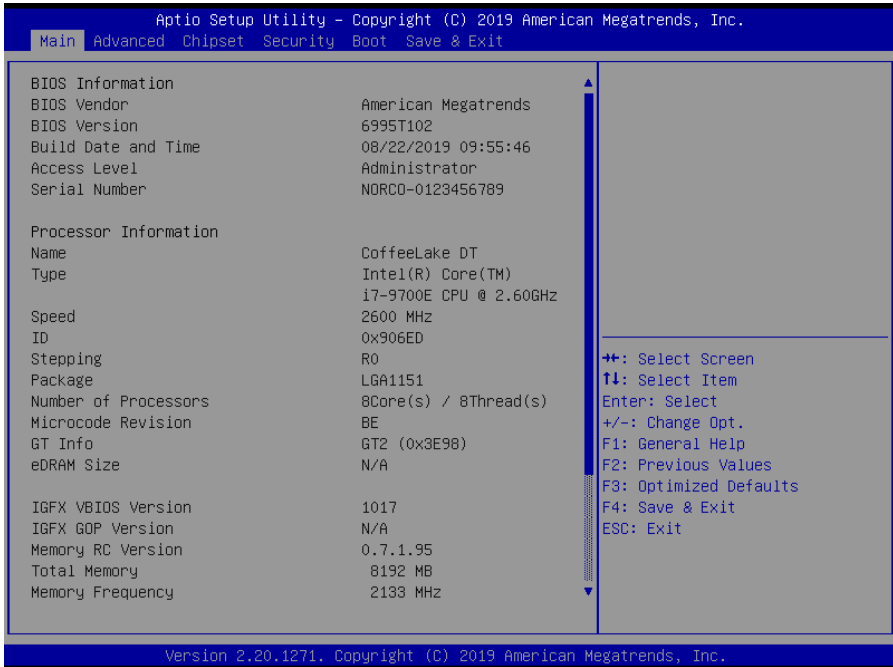 Aptio Setup Utility – Copyright (C) 2019 American Megatrends, Inc.
Main Advanced Chipset Security Boot Save & Exit
BIOS Information
BIOS Vendor American Megatrends
BIOS Version 6995T102
Build Date and Time 08/22/2019 09:55:46
Access Level Administrator
Serial Number NORCO-0123456789
Processor Information
Name CoffeeLake DT
Type Intel(R) Core(TM)
i7-9700E CPU @ 2.60GHz
Speed 2600 MHz
ID 0x906ED
Stepping R0
Package LGA1151
Number of Processors 8Core(s) / 8Thread(s)
Microcode Revision BE
GT Info GT2 (0x3E98)
eDRAM Size N/A
IGFX VBIOS Version 1017
IGFX GOP Version N/A
Memory RC Version 0.7.1.95
Total Memory 8192 MB
Memory Frequency 2133 MHz
→←: Select Screen
↑↓: Select Item
Enter: Select
+/-: Change Opt.
F1: General Help
F2: Previous Values
F3: Optimized Defaults
F4: Save & Exit
ESC: Exit
Version 2.20.1271. Copyright (C) 2019 American Megatrends, Inc.